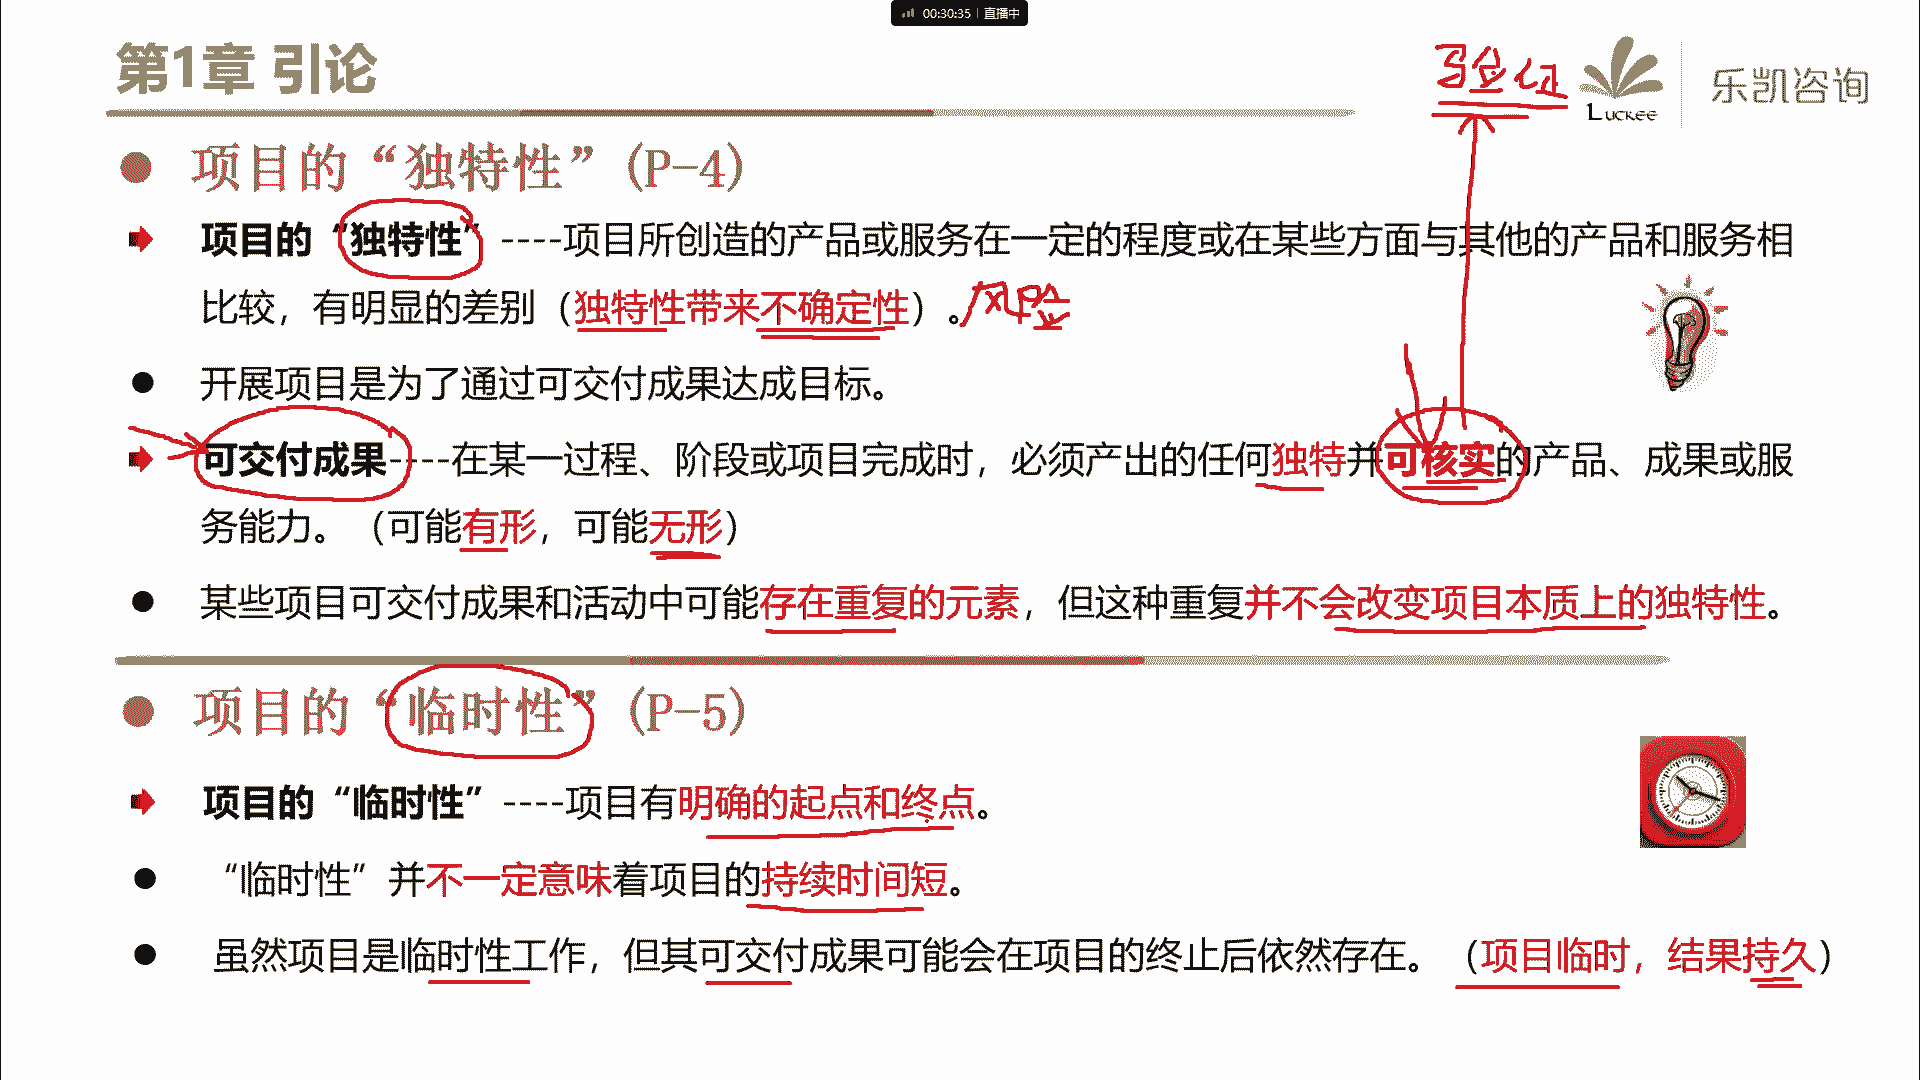 00:30:35 | 直播中
第1章 引论
验证
LUCKEE
乐凯咨询
项目的“独特性”(P-4)
项目的“独特性”----项目所创造的产品或服务在一定的程度或在某些方面与其他的产品和服务相
比较，有明显的差别（独特性带来不确定性）。风险
开展项目是为了通过可交付成果达成目标。
可交付成果----在某一过程、阶段或项目完成时，必须产出的任何独特并可核实的产品、成果或服
务能力。（可能有形，可能无形）
某些项目可交付成果和活动中可能存在重复的元素，但这种重复并不会改变项目本质上的独特性。
项目的“临时性”(P-5)
项目的“临时性”----项目有明确的起点和终点。
“临时性”并不一定意味着项目的持续时间短。
虽然项目是临时性工作，但其可交付成果可能会在项目的终止后依然存在。（项目临时，结果持久）